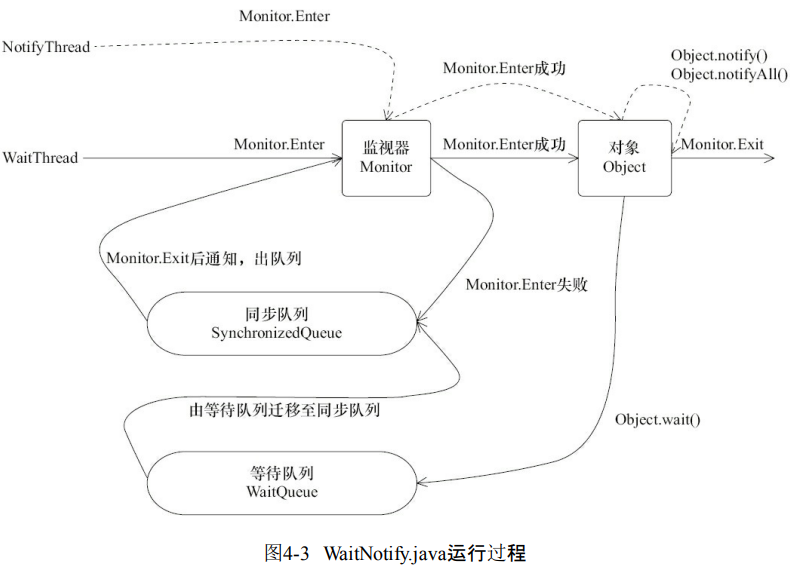 Monitor.Enter
NotifyThread
Monitor.Enter成功
Object.notify()
Object.notifyAll()
WaitThread
Monitor.Enter
监视器
Monitor
Monitor.Enter成功
对象
Object
Monitor.Exit
Monitor.Exit后通知，出队列
Monitor.Enter失败
同步队列
SynchronizedQueue
由等待队列迁移至同步队列
Object.wait()
等待队列
WaitQueue
图4-3 WaitNotify.java运行过程